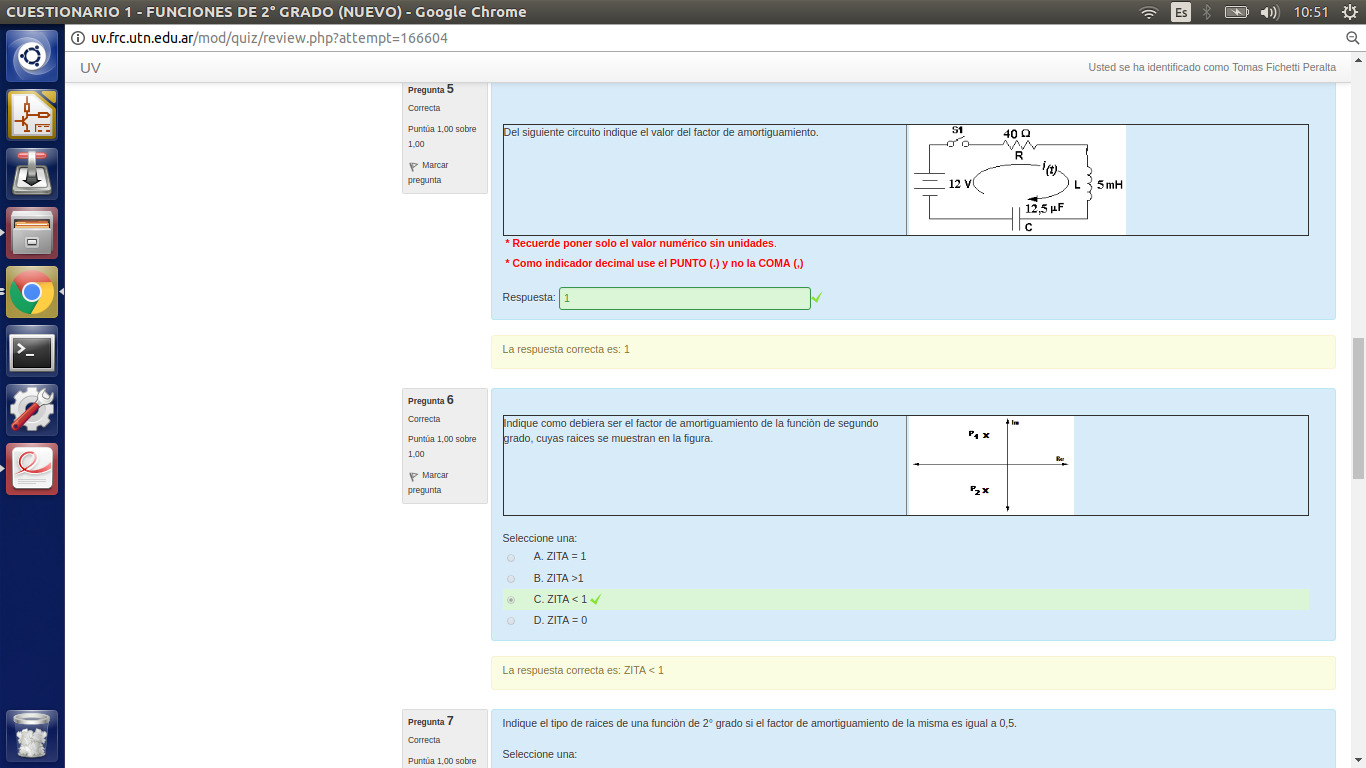 CUESTIONARIO 1 - FUNCIONES DE 2° GRADO (NUEVO) - Google Chrome
Es
10:51
uv.frc.utn.edu.ar/mod/quiz/review.php?attempt=166604
UV
Usted se ha identificado como Tomas Fichetti Peralta
Pregunta 5
Correcta
Puntúa 1,00 sobre
1,00
Marcar
pregunta
Del siguiente circuito indique el valor del factor de amortiguamiento.
S1
40 Ω
R
i(t)
12 V
L
5 mH
12,5 μF
C
* Recuerde poner solo el valor numérico sin unidades.
* Como indicador decimal use el PUNTO (.) y no la COMA (,)
Respuesta: 1
La respuesta correcta es: 1
Pregunta 6
Correcta
Puntúa 1,00 sobre
1,00
Marcar
pregunta
Indique como debiera ser el factor de amortiguamiento de la funciòn de segundo
grado, cuyas raices se muestran en la figura.
Im
P1 x
Re
P2 x
Seleccione una:
A. ZITA = 1
B. ZITA >1
C. ZITA < 1
D. ZITA = 0
La respuesta correcta es: ZITA < 1
Pregunta 7
Correcta
Puntúa 1,00 sobre
Indique el tipo de raices de una funciòn de 2° grado si el factor de amortiguamiento de la misma es igual a 0,5.
Seleccione una: